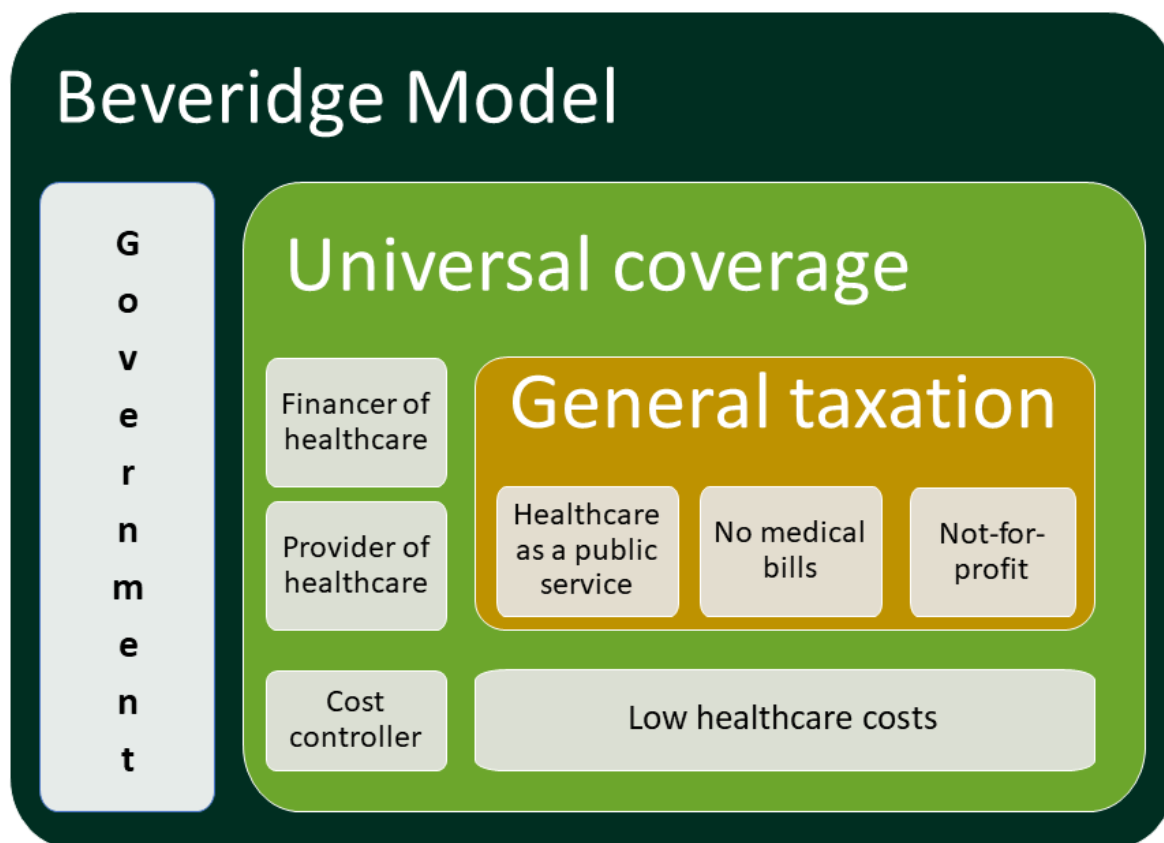 Beveridge Model
G
o
v
e
r
n
m
e
n
t
Universal coverage
Financer of
healthcare
General taxation
Provider of
healthcare
Healthcare
as a public
service
No medical
bills
Not-for-
profit
Cost
controller
Low healthcare costs